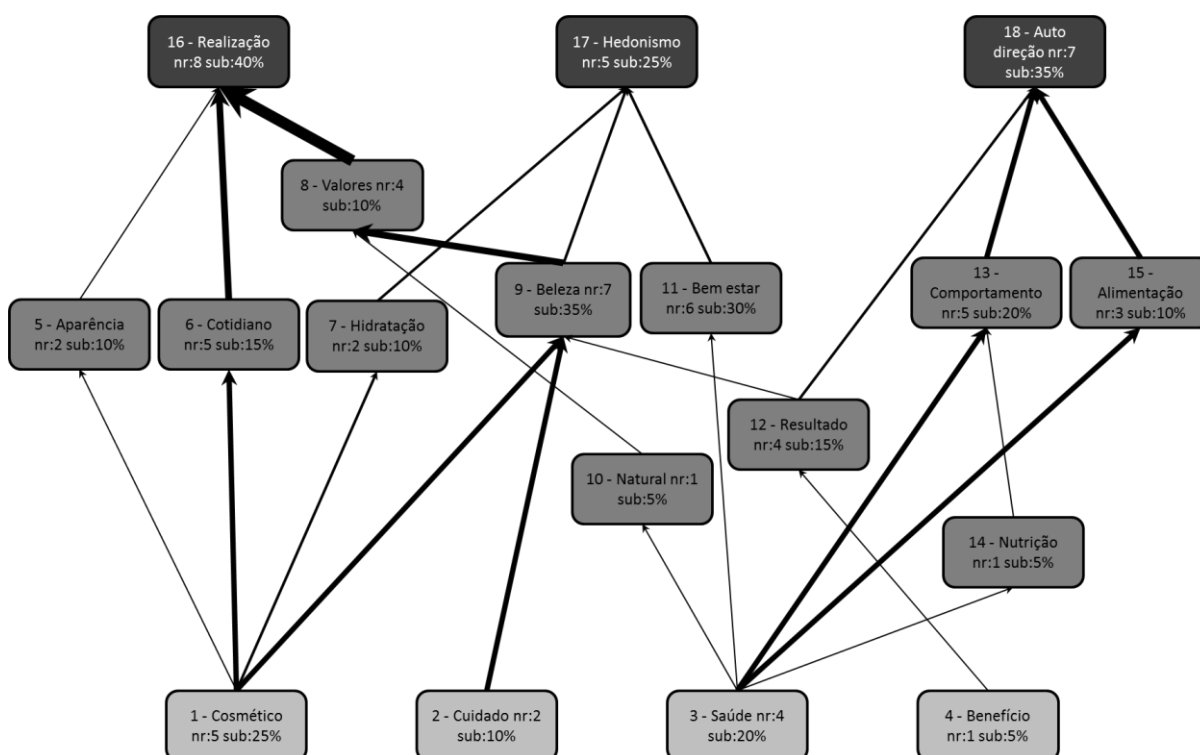 16 - Realização
nr:8 sub:40%
17 - Hedonismo
nr:5 sub:25%
18 - Auto
direção nr:7
sub:35%
8 - Valores nr:4
sub:10%
5 - Aparência
nr:2 sub:10%
6 - Cotidiano
nr:5 sub:15%
7 - Hidratação
nr:2 sub:10%
9 - Beleza nr:7
sub:35%
11 - Bem estar
nr:6 sub:30%
13 -
Comportamento
nr:5 sub:20%
15 -
Alimentação
nr:3 sub:10%
12 - Resultado
nr:4 sub:15%
10 - Natural nr:1
sub:5%
14 - Nutrição
nr:1 sub:5%
1 - Cosmético
nr:5 sub:25%
2 - Cuidado nr:2
sub:10%
3 - Saúde nr:4
sub:20%
4 - Benefício
nr:1 sub:5%